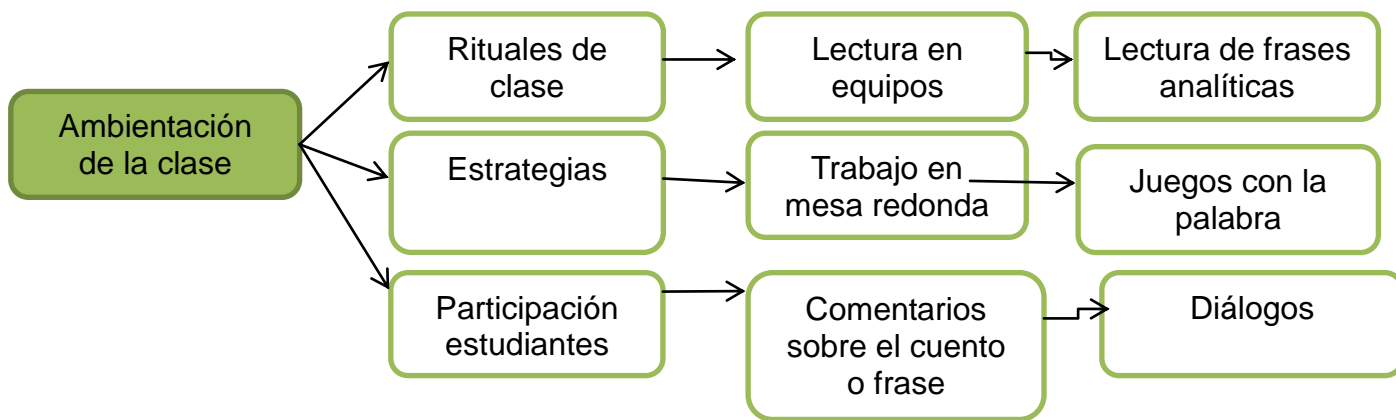 Ambientación
de la clase
Rituales de
clase
Lectura en
equipos
Lectura de frases
analíticas
Estrategias
Trabajo en
mesa redonda
Juegos con la
palabra
Participación
estudiantes
Comentarios
sobre el cuento
o frase
Diálogos